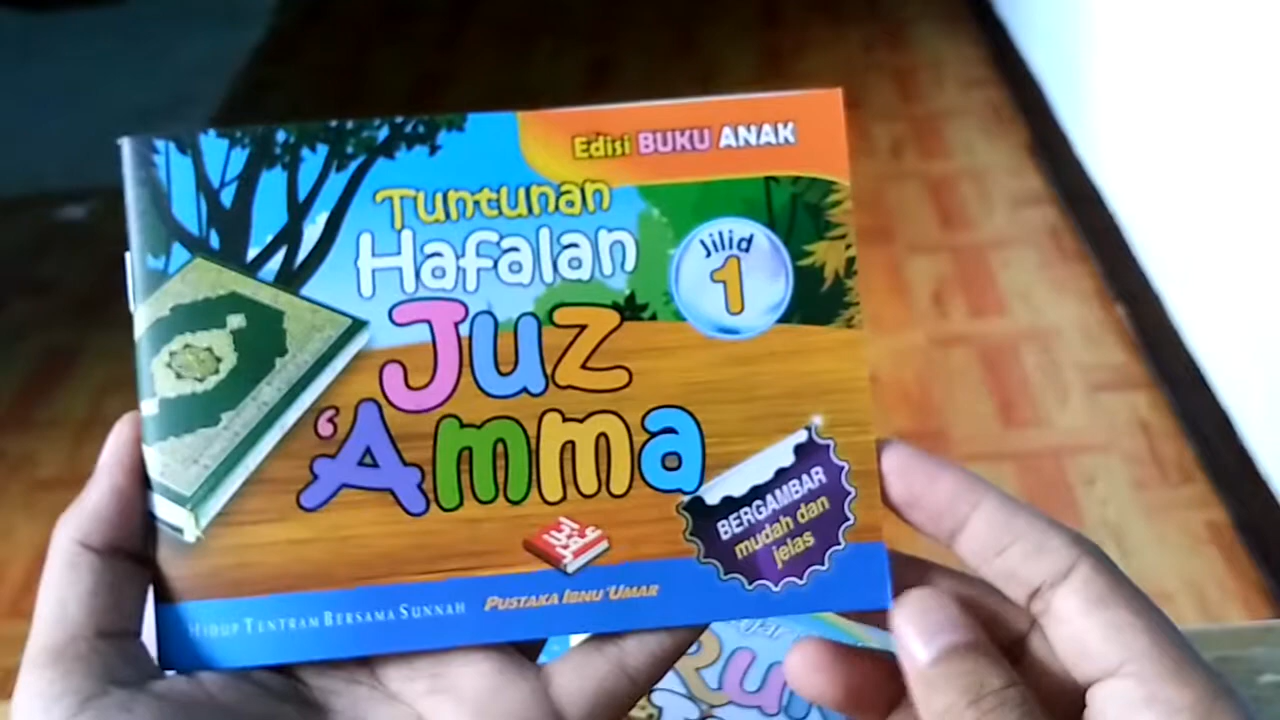 Edisi BUKU ANAK
Tuntunan
Hafalan
Juz
‘Amma
Jilid
1
BERGAMBAR
mudah dan
jelas
HIDUP TENTRAM BERSAMA SUNNAH
PUSTAKA IBNU ‘UMAR